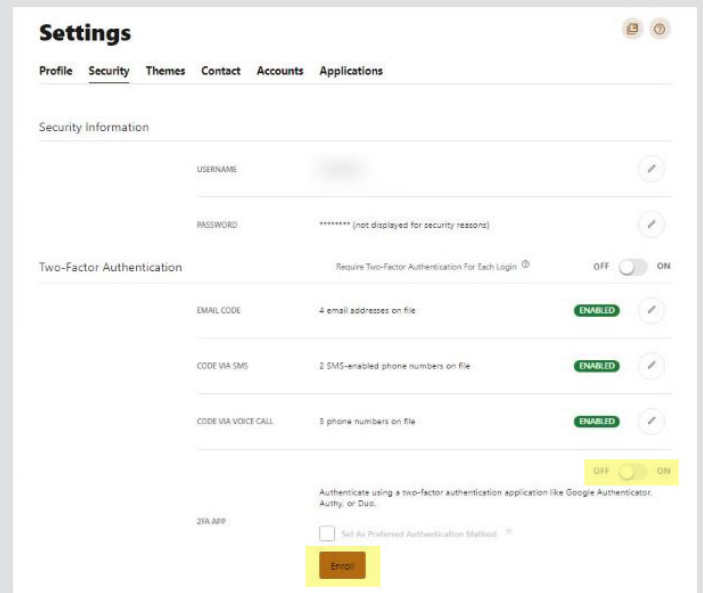 Settings
Profile Security Themes Contact Accounts Applications
Security Information
USERNAME
PASSWORD ******** (not displayed for security reasons)
Two-Factor Authentication Require Two-Factor Authentication For Each Login OFF ON
EMAIL CODE 4 email addresses on file ENABLED
CODE VIA SMS 2 SMS-enabled phone numbers on file ENABLED
CODE VIA VOICE CALL 3 phone numbers on file ENABLED
OFF ON
Authenticate using a two-factor authentication application like Google Authenticator,
Authy, or Duo.
2FA APP
Set As Preferred Authentication Method
Enroll